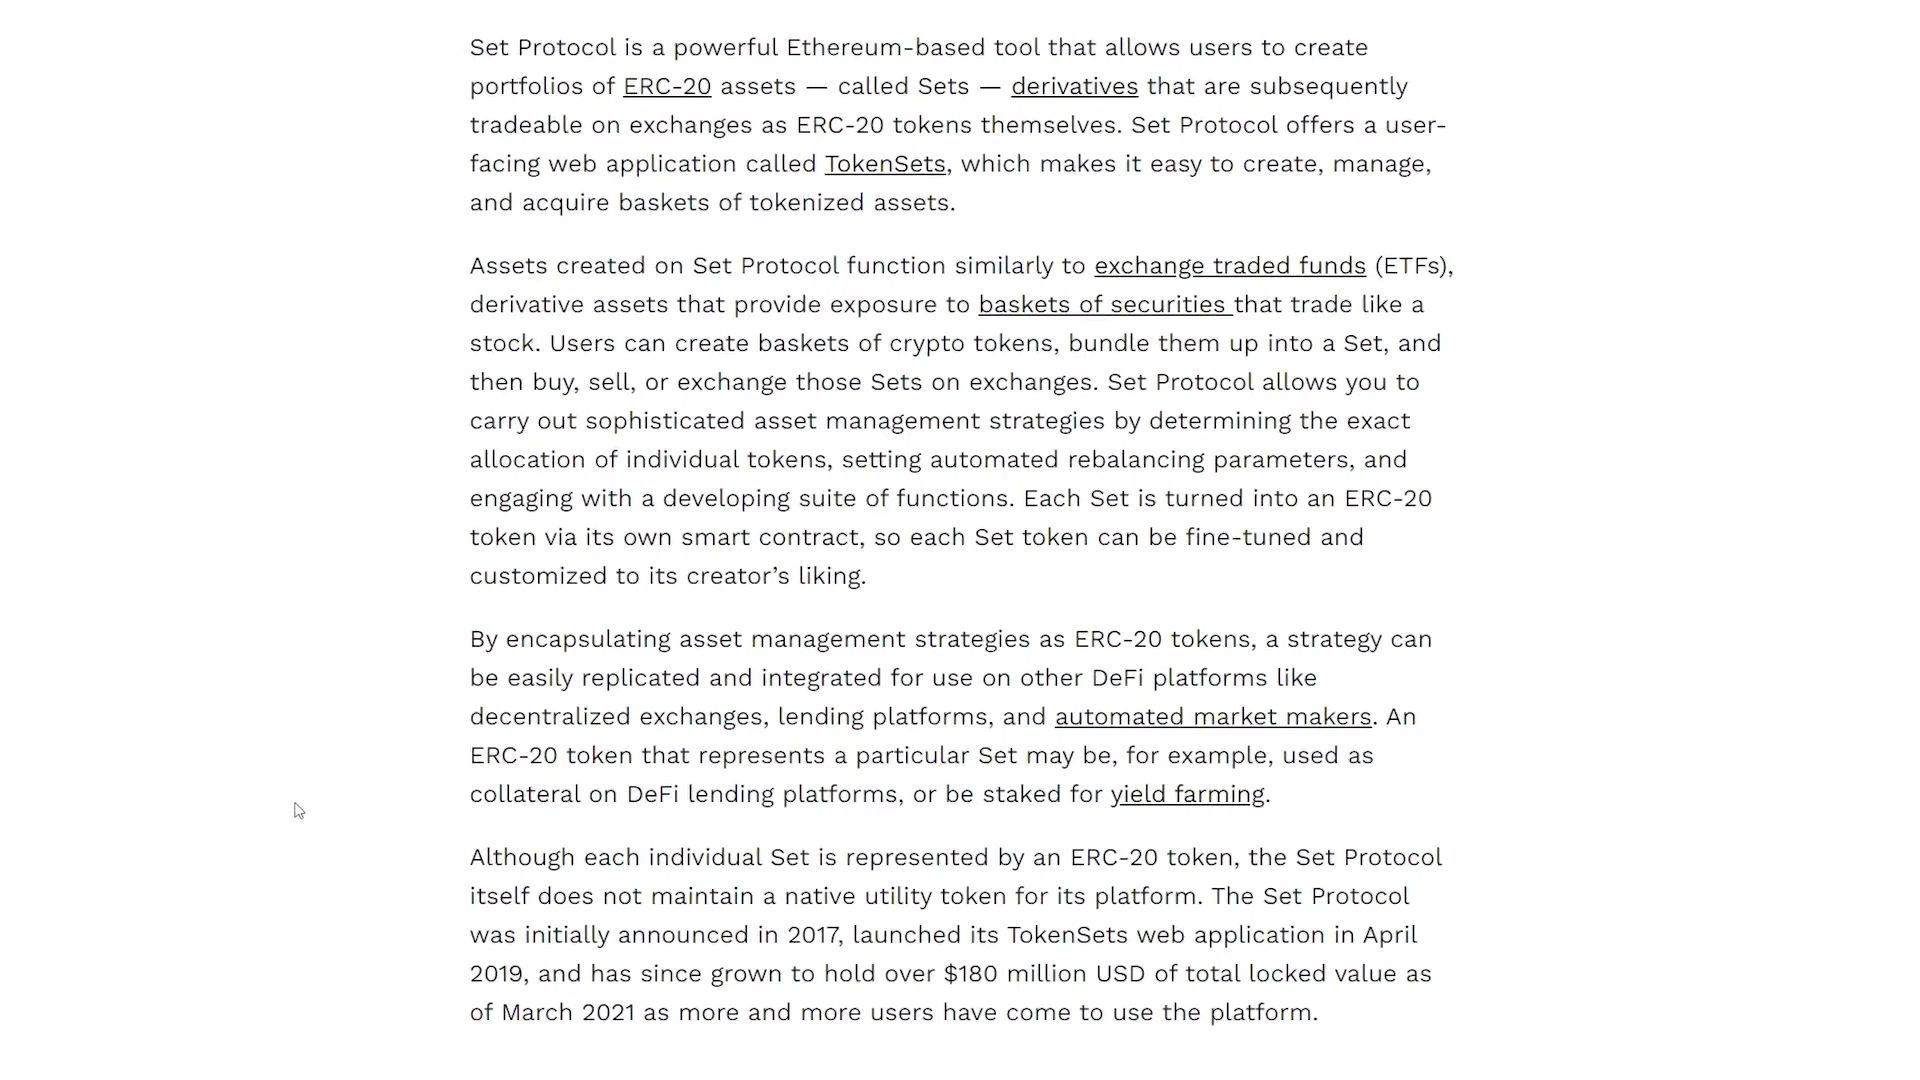 Set Protocol is a powerful Ethereum-based tool that allows users to create
portfolios of ERC-20 assets — called Sets — derivatives that are subsequently
tradeable on exchanges as ERC-20 tokens themselves. Set Protocol offers a user-
facing web application called TokenSets, which makes it easy to create, manage,
and acquire baskets of tokenized assets.
Assets created on Set Protocol function similarly to exchange traded funds (ETFs),
derivative assets that provide exposure to baskets of securities that trade like a
stock. Users can create baskets of crypto tokens, bundle them up into a Set, and
then buy, sell, or exchange those Sets on exchanges. Set Protocol allows you to
carry out sophisticated asset management strategies by determining the exact
allocation of individual tokens, setting automated rebalancing parameters, and
engaging with a developing suite of functions. Each Set is turned into an ERC-20
token via its own smart contract, so each Set token can be fine-tuned and
customized to its creator’s liking.
By encapsulating asset management strategies as ERC-20 tokens, a strategy can
be easily replicated and integrated for use on other DeFi platforms like
decentralized exchanges, lending platforms, and automated market makers. An
ERC-20 token that represents a particular Set may be, for example, used as
collateral on DeFi lending platforms, or be staked for yield farming.
Although each individual Set is represented by an ERC-20 token, the Set Protocol
itself does not maintain a native utility token for its platform. The Set Protocol
was initially announced in 2017, launched its TokenSets web application in April
2019, and has since grown to hold over $180 million USD of total locked value as
of March 2021 as more and more users have come to use the platform.